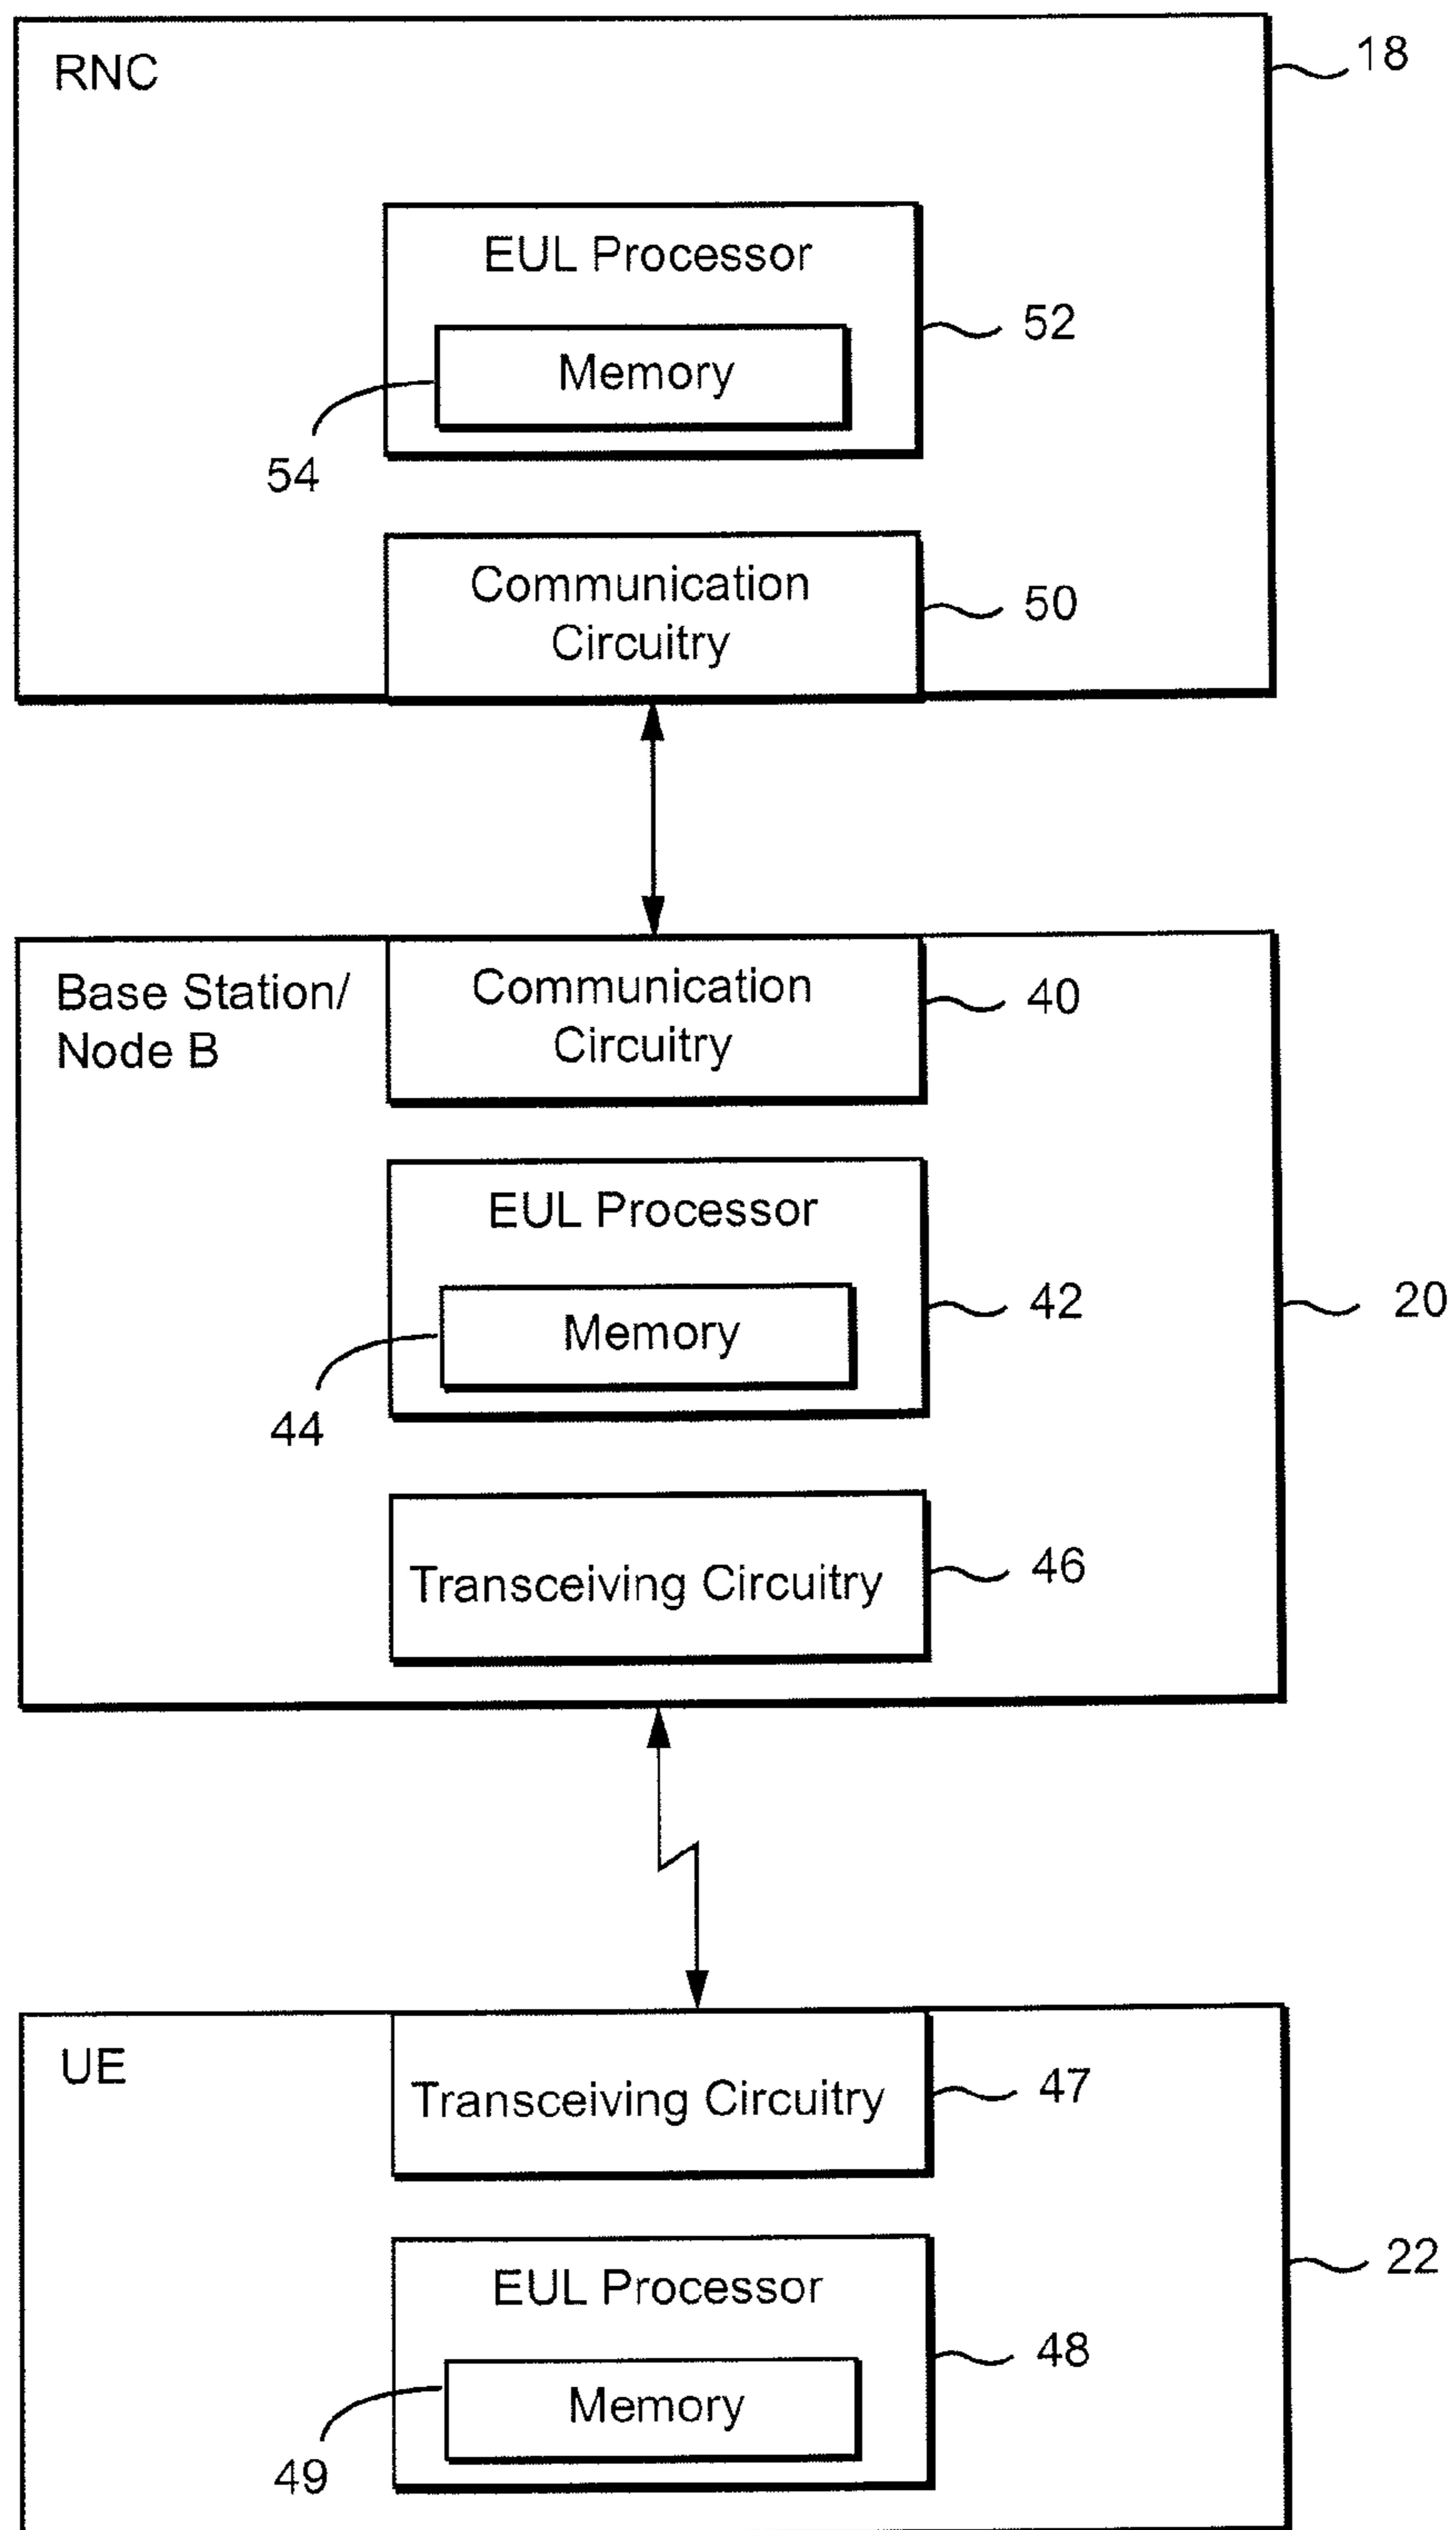 RNC
18
EUL Processor
52
Memory
54
Communication
Circuitry
50
Base Station/
Node B
Communication
Circuitry
40
EUL Processor
42
20
Memory
44
Transceiving Circuitry
46
UE
Transceiving Circuitry
47
EUL Processor
22
48
Memory
49